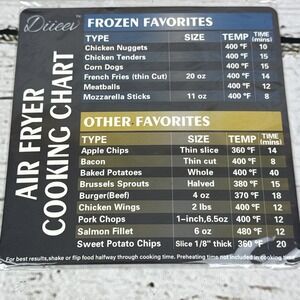 Diicev
AIR FRYER
COOKING CHART
FROZEN FAVORITES
TYPE SIZE TEMP TIME (mins)
Chicken Nuggets 400 °F 10
Chicken Tenders 400 °F 15
Corn Dogs 400 °F 15
French Fries (thin Cut) 20 oz 400 °F 14
Meatballs 400 °F 12
Mozzarella Sticks 11 oz 400 °F 8
OTHER FAVORITES
TYPE SIZE TEMP TIME (mins)
Apple Chips Thin slice 360 °F 14
Bacon Thin cut 400 °F 8
Baked Potatoes Whole 400 °F 40
Brussels Sprouts Halved 380 °F 15
Burger(Beef) 4 oz 370 °F 18
Chicken Wings 2 lbs 400 °F 12
Pork Chops 1-inch,6.5oz 400 °F 12
Salmon Fillet 6 oz 480 °F 12
Sweet Potato Chips Slice 1/8" thick 360 °F 20
For best results,shake or flip food halfway through cooking time. Preheating time not included in cooking time.